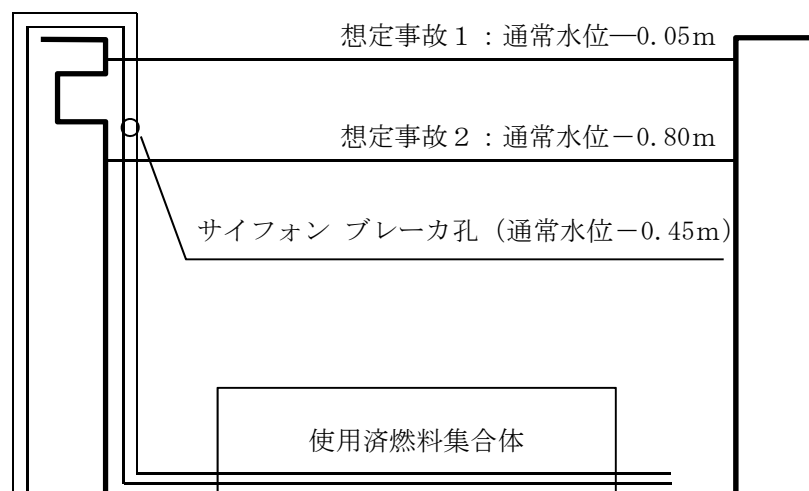 想定事故1：通常水位―0.05m
想定事故2：通常水位－0.80m
サイフォン ブレーカ孔（通常水位－0.45m）
使用済燃料集合体